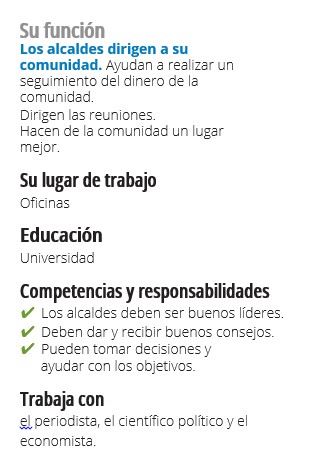 Su función
Los alcaldes dirigen a su
comunidad. Ayudan a realizar un
seguimiento del dinero de la
comunidad.
Dirigen las reuniones.
Hacen de la comunidad un lugar
mejor.
Su lugar de trabajo
Oficinas
Educación
Universidad
Competencias y responsabilidades
✔ Los alcaldes deben ser buenos líderes.
✔ Deben dar y recibir buenos consejos.
✔ Pueden tomar decisiones y
ayudar con los objetivos.
Trabaja con
el periodista, el científico político y el
economista.